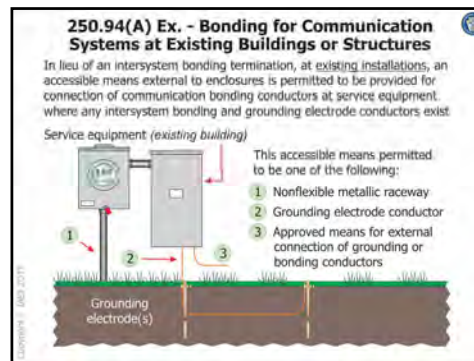 250.94(A) Ex. - Bonding for Communication
Systems at Existing Buildings or Structures
In lieu of an intersystem bonding termination, at existing installations, an
accessible means external to enclosures is permitted to be provided for
connection of communication bonding conductors at service equipment
where any intersystem bonding and grounding electrode conductors exist
Service equipment (existing building)
This accessible means permitted
to be one of the following:
1 Nonflexible metallic raceway
2 Grounding electrode conductor
3 Approved means for external
connection of grounding or
bonding conductors
1
2
3
Grounding
electrode(s)